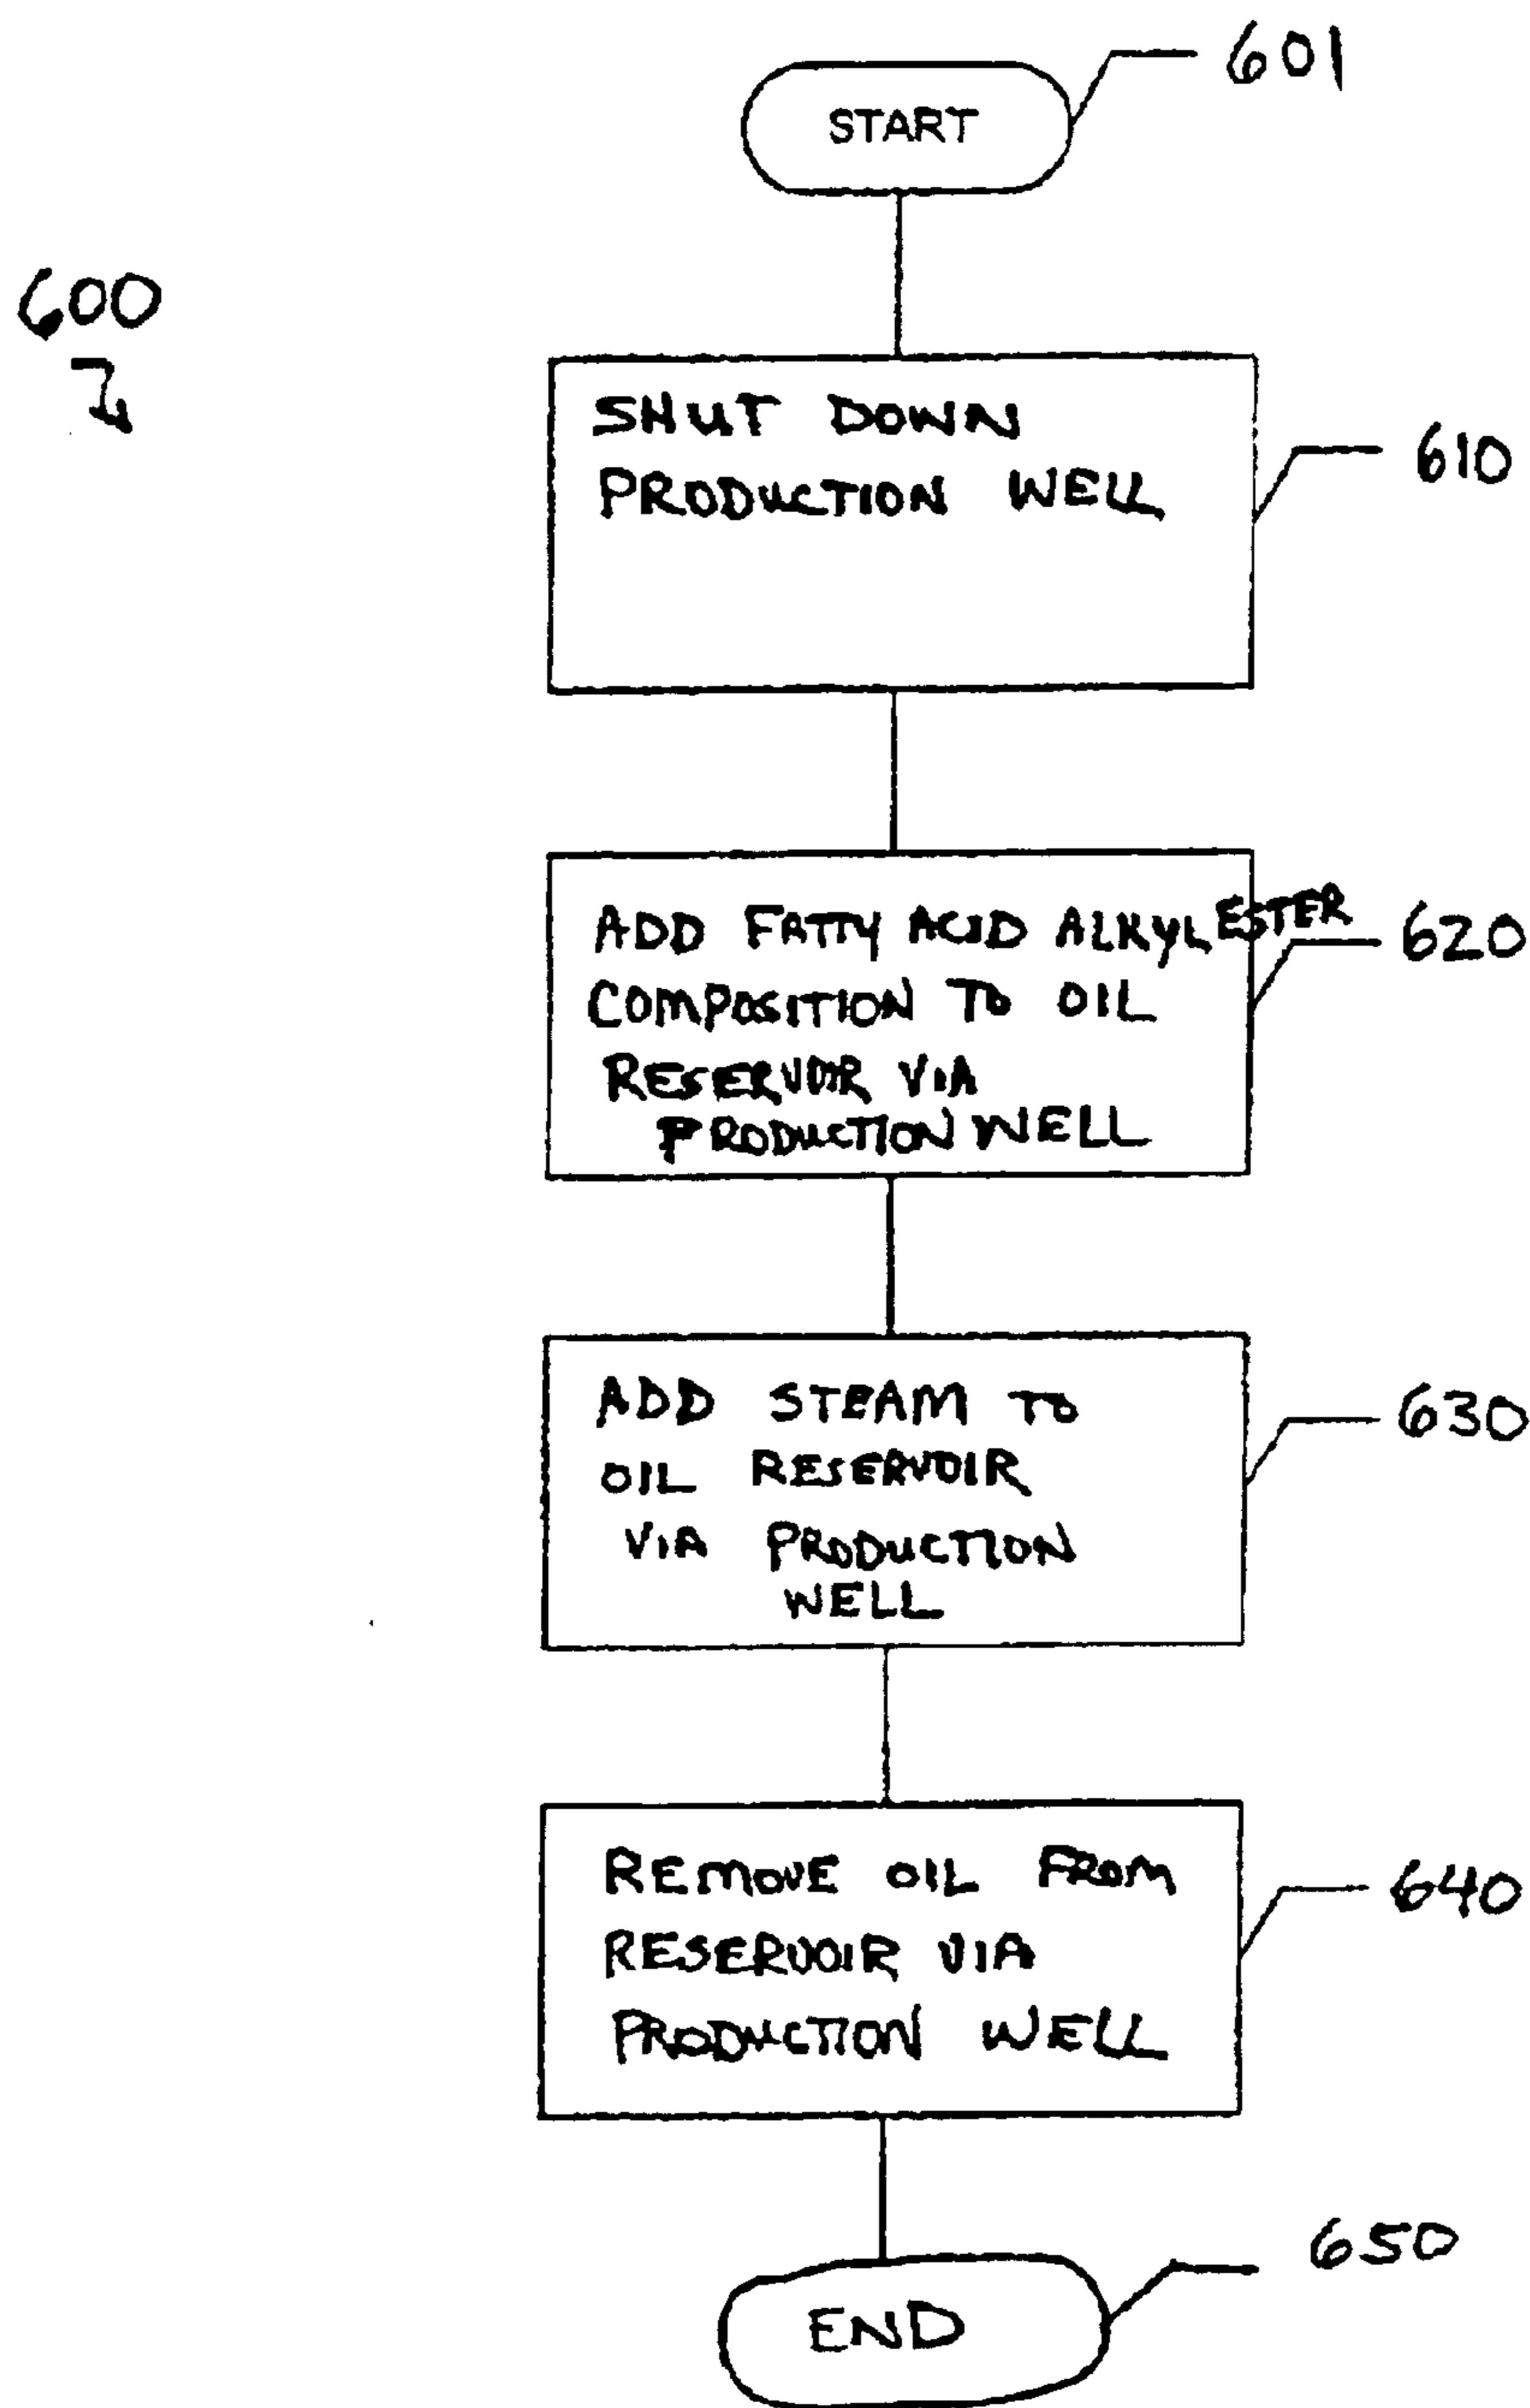 601
START
600
SHUT DOWN
PRODUCTION WELL
610
ADD FATTY ACID ALKYL ESTER
COMPOSITION TO OIL
RESERVOIR VIA
PRODUCTION WELL
620
ADD STEAM TO
OIL RESERVOIR
VIA PRODUCTION
WELL
630
REMOVE OIL FROM
RESERVOIR VIA
PRODUCTION WELL
640
650
END